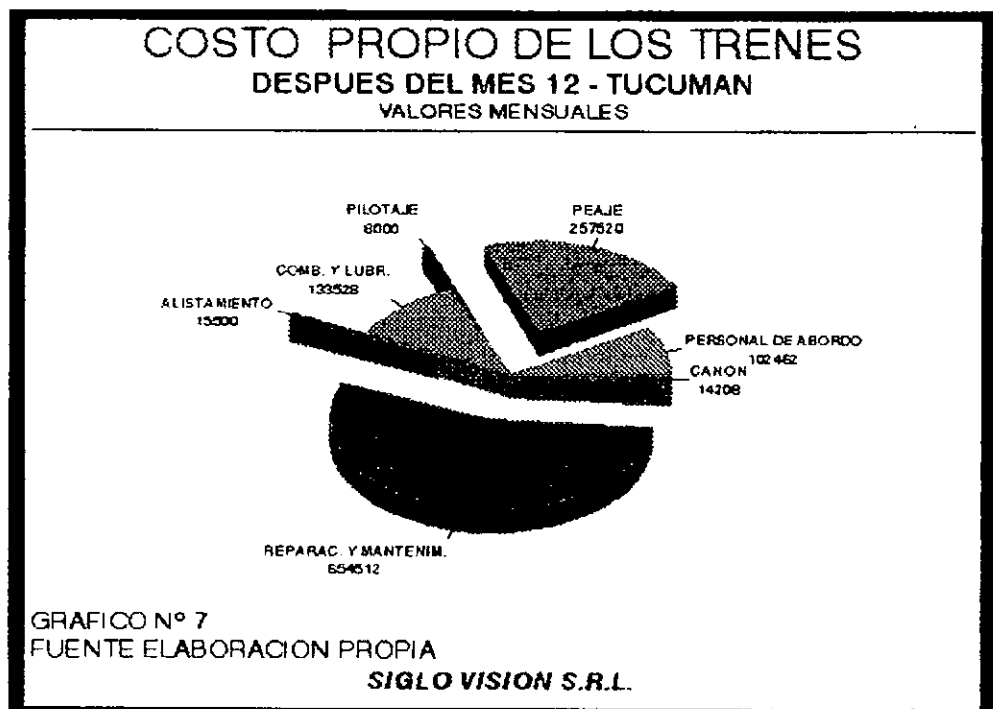 COSTO PROPIO DE LOS TRENES
DESPUES DEL MES 12 - TUCUMAN
VALORES MENSUALES
PILOTAJE
8000
PEAJE
257520
COMB. Y LUBR.
133528
ALISTAMIENTO
15500
PERSONAL DE ABORDO
102462
CANON
14208
REPARAC. Y MANTENIM.
654512
GRAFICO Nº 7
FUENTE ELABORACION PROPIA
SIGLO VISION S.R.L.